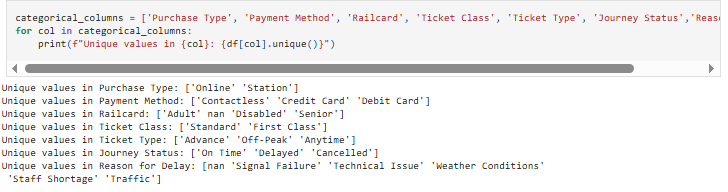 categorical_columns = ['Purchase Type', 'Payment Method', 'Railcard', 'Ticket Class', 'Ticket Type', 'Journey Status','Reaso
for col in categorical_columns:
    print(f"Unique values in {col}: {df[col].unique()}")
Unique values in Purchase Type: ['Online' 'Station']
Unique values in Payment Method: ['Contactless' 'Credit Card' 'Debit Card']
Unique values in Railcard: ['Adult' nan 'Disabled' 'Senior']
Unique values in Ticket Class: ['Standard' 'First Class']
Unique values in Ticket Type: ['Advance' 'Off-Peak' 'Anytime']
Unique values in Journey Status: ['On Time' 'Delayed' 'Cancelled']
Unique values in Reason for Delay: [nan 'Signal Failure' 'Technical Issue' 'Weather Conditions'
 'Staff Shortage' 'Traffic']